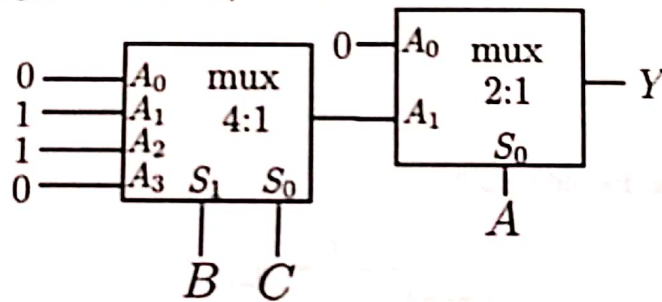 0 A₀ mux 4:1
1 A₁
1 A₂
0 A₃ S₁ S₀
B C
0 A₀ mux 2:1 Y
A₁
S₀
A